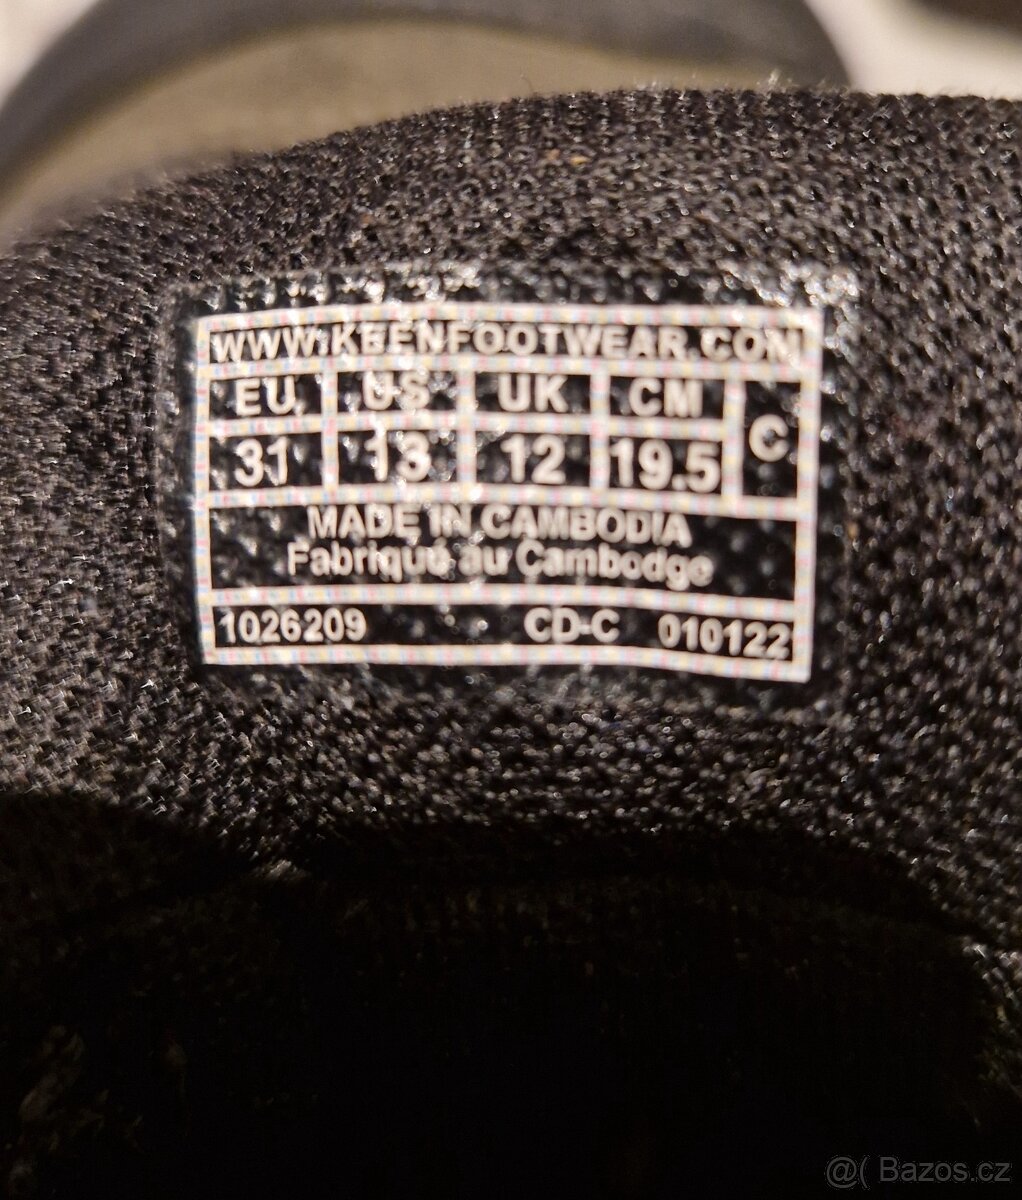 WWW.KEENFOOTWEAR.COM
EU US UK CM C
31 13 12 19.5
MADE IN CAMBODIA
Fabriqué au Cambodge
1026209 CD-C 010122
@( Bazos.cz